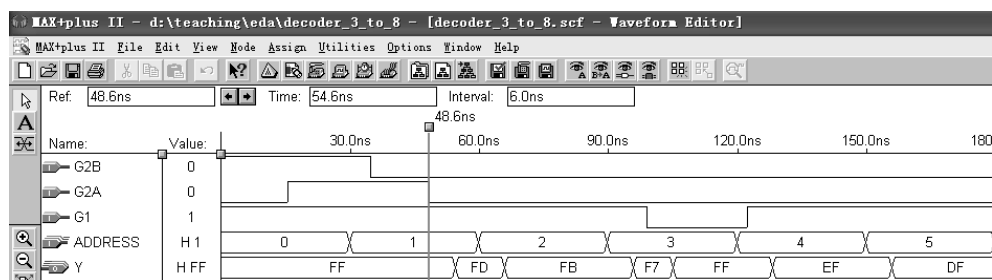 MAX+plus II - d:\teaching\eda\decoder_3_to_8 - [decoder_3_to_8.scf - Waveform Editor]
MAX+plus II File Edit View Node Assign Utilities Options Window Help
Ref: 48.6ns Time: 54.6ns Interval: 6.0ns
48.6ns
Name: Value: 30.0ns 60.0ns 90.0ns 120.0ns 150.0ns 180
G2B 0
G2A 0
G1 1
ADDRESS H 1 0 1 2 3 4 5
Y H FF FF FD FB F7 FF EF DF